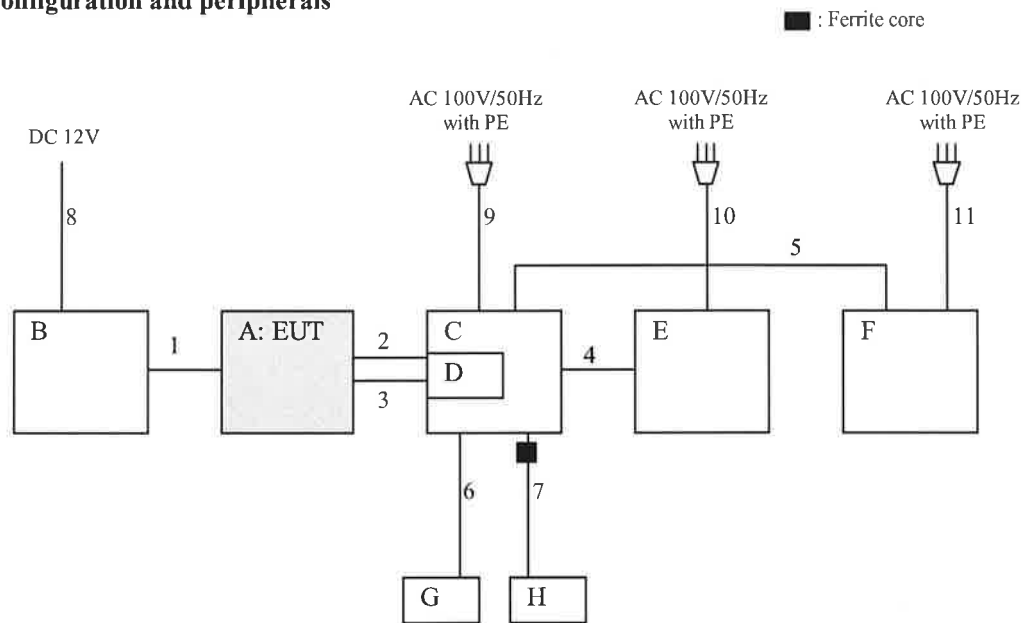 onfiguration and peripherals
: Ferrite core
AC 100V/50Hz
with PE
AC 100V/50Hz
with PE
AC 100V/50Hz
with PE
DC 12V
8
9
10
11
5
B
1
A: EUT
2
3
C
D
4
E
F
6
7
G
H